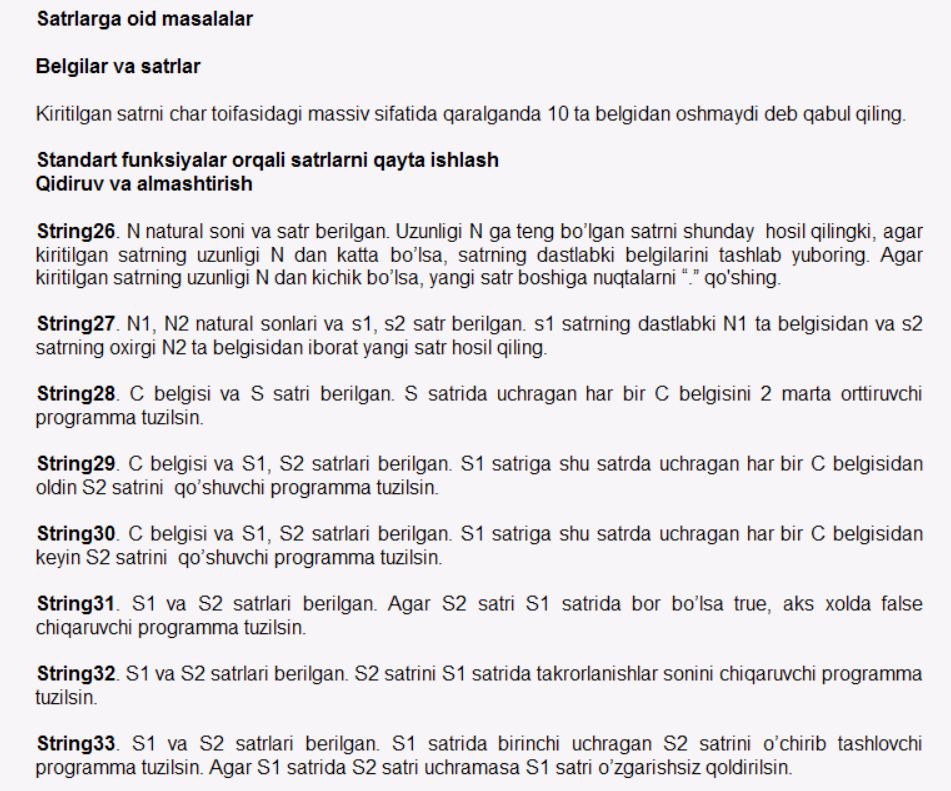 Satrlarga oid masalalar
Belgilar va satrlar
Kiritilgan satrni char toifasidagi massiv sifatida qaralganda 10 ta belgidan oshmaydi deb qabul qiling.
Standart funksiyalar orqali satrlarni qayta ishlash
Qidiruv va almashtirish
String26. N natural soni va satr berilgan. Uzunligi N ga teng bo’lgan satrni shunday hosil qilingki, agar
kiritilgan satrning uzunligi N dan katta bo’lsa, satrning dastlabki belgilarini tashlab yuboring. Agar
kiritilgan satrning uzunligi N dan kichik bo’lsa, yangi satr boshiga nuqtalarni “.” qo'shing.
String27. N1, N2 natural sonlari va s1, s2 satr berilgan. s1 satrning dastlabki N1 ta belgisidan va s2
satrning oxirgi N2 ta belgisidan iborat yangi satr hosil qiling.
String28. C belgisi va S satri berilgan. S satrida uchragan har bir C belgisini 2 marta orttiruvchi
programma tuzilsin.
String29. C belgisi va S1, S2 satrlari berilgan. S1 satriga shu satrda uchragan har bir C belgisidan
oldin S2 satrini qo’shuvchi programma tuzilsin.
String30. C belgisi va S1, S2 satrlari berilgan. S1 satriga shu satrda uchragan har bir C belgisidan
keyin S2 satrini qo’shuvchi programma tuzilsin.
String31. S1 va S2 satrlari berilgan. Agar S2 satri S1 satrida bor bo’lsa true, aks xolda false
chiqaruvchi programma tuzilsin.
String32. S1 va S2 satrlari berilgan. S2 satrini S1 satrida takrorlanishlar sonini chiqaruvchi programma
tuzilsin.
String33. S1 va S2 satrlari berilgan. S1 satrida birinchi uchragan S2 satrini o’chirib tashlovchi
programma tuzilsin. Agar S1 satrida S2 satri uchramasa S1 satri o’zgarishsiz qoldirilsin.